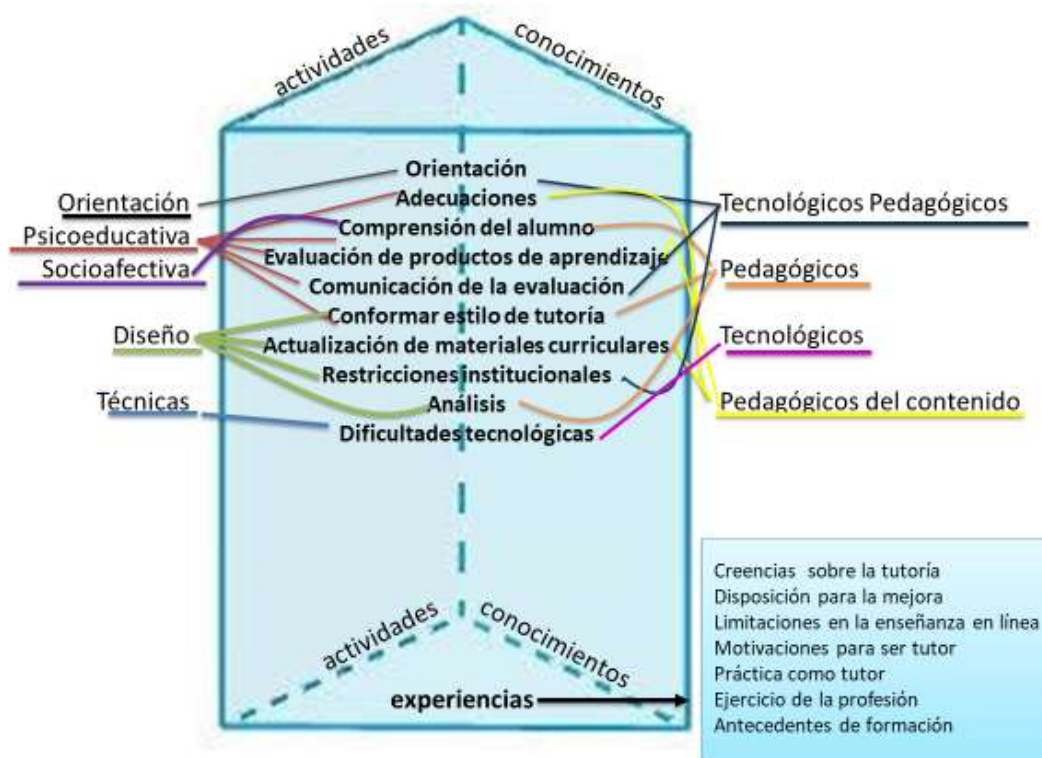 actividades
conocimientos
Orientación
Adecuaciones
Comprensión del alumno
Evaluación de productos de aprendizaje
Comunicación de la evaluación
Conformar estilo de tutoría
Actualización de materiales curriculares
Restricciones institucionales
Análisis
Dificultades tecnológicas
Orientación
Psicoeducativa
Socioafectiva
Diseño
Técnicas
Tecnológicos Pedagógicos
Pedagógicos
Tecnológicos
Pedagógicos del contenido
actividades
conocimientos
experiencias
Creencias sobre la tutoría
Disposición para la mejora
Limitaciones en la enseñanza en línea
Motivaciones para ser tutor
Práctica como tutor
Ejercicio de la profesión
Antecedentes de formación